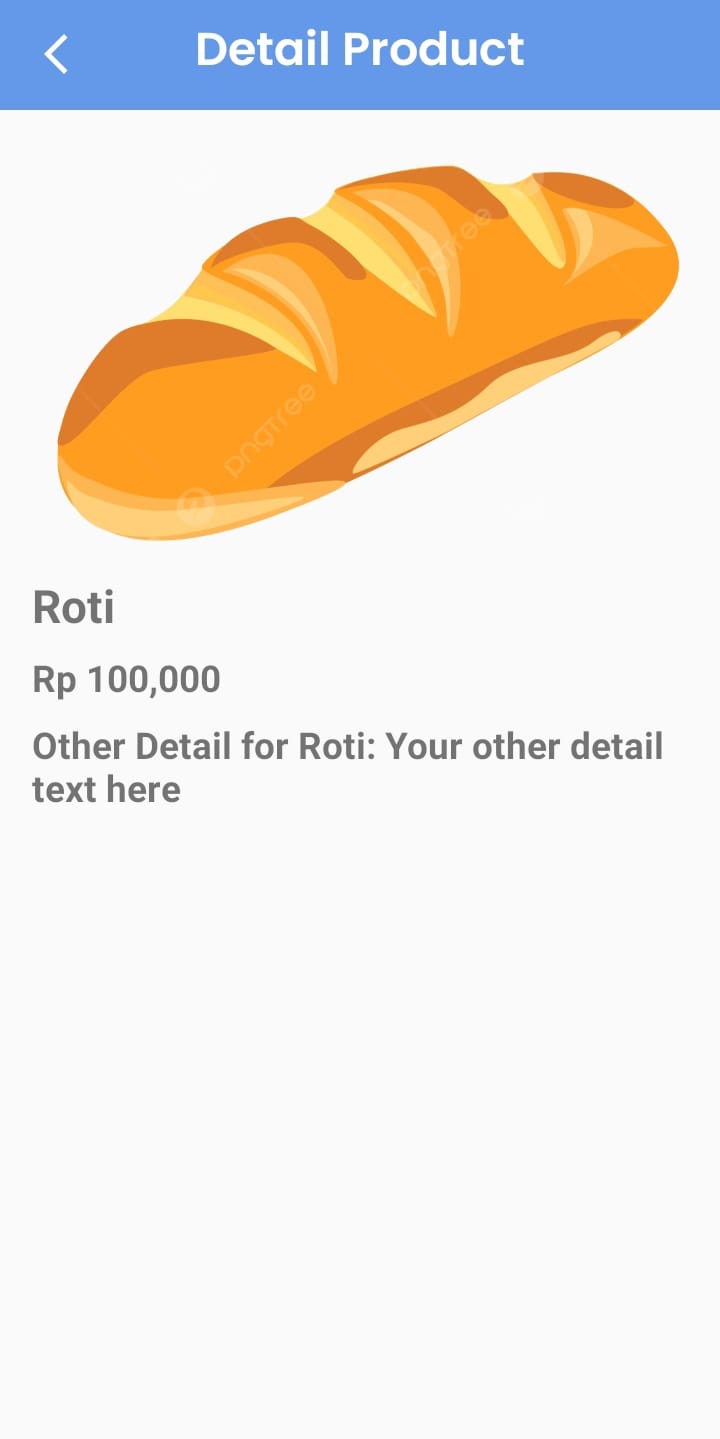 Detail Product
pngtree
pngtree
Roti
Rp 100,000
Other Detail for Roti: Your other detail
text here